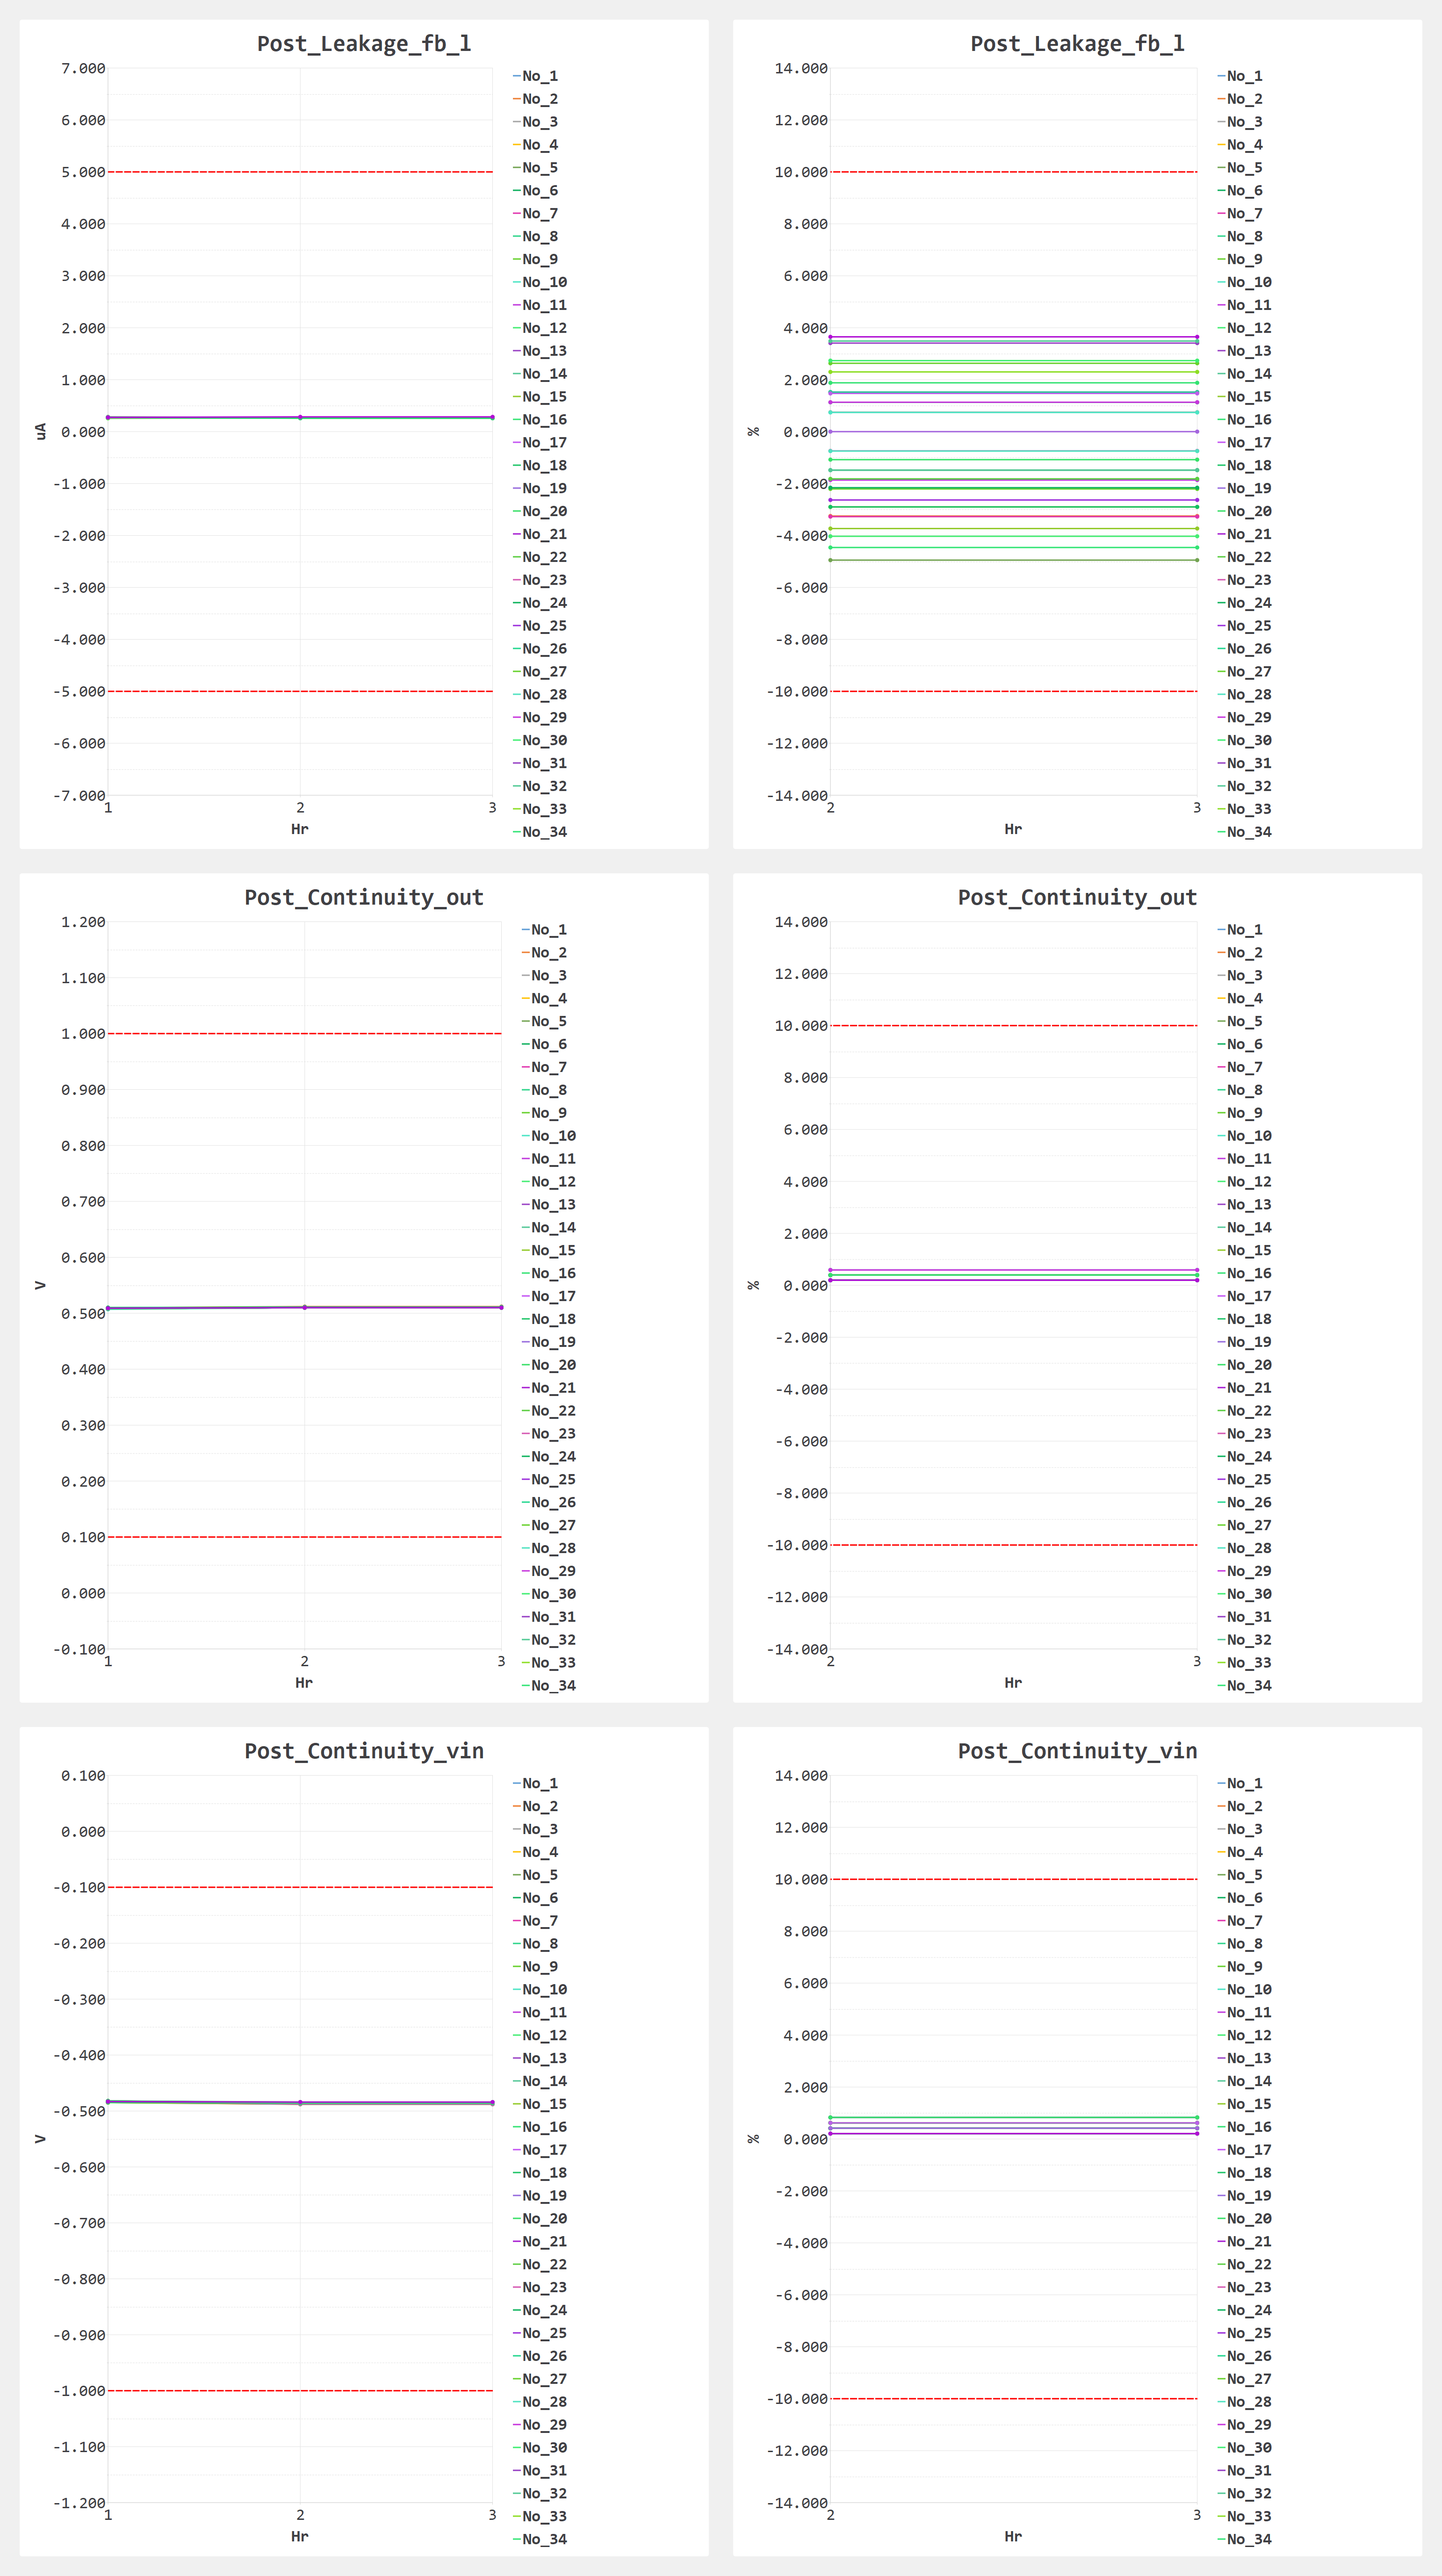 Post_Leakage_fb_l
7.000
6.000
5.000
4.000
3.000
2.000
1.000
0.000
-1.000
-2.000
-3.000
-4.000
-5.000
-6.000
-7.000
uA
1 2 3
Hr
No_1
No_2
No_3
No_4
No_5
No_6
No_7
No_8
No_9
No_10
No_11
No_12
No_13
No_14
No_15
No_16
No_17
No_18
No_19
No_20
No_21
No_22
No_23
No_24
No_25
No_26
No_27
No_28
No_29
No_30
No_31
No_32
No_33
No_34
Post_Leakage_fb_l
14.000
12.000
10.000
8.000
6.000
4.000
2.000
0.000
-2.000
-4.000
-6.000
-8.000
-10.000
-12.000
-14.000
%
2 3
Hr
No_1
No_2
No_3
No_4
No_5
No_6
No_7
No_8
No_9
No_10
No_11
No_12
No_13
No_14
No_15
No_16
No_17
No_18
No_19
No_20
No_21
No_22
No_23
No_24
No_25
No_26
No_27
No_28
No_29
No_30
No_31
No_32
No_33
No_34
Post_Continuity_out
1.200
1.100
1.000
0.900
0.800
0.700
0.600
0.500
0.400
0.300
0.200
0.100
0.000
-0.100
V
1 2 3
Hr
No_1
No_2
No_3
No_4
No_5
No_6
No_7
No_8
No_9
No_10
No_11
No_12
No_13
No_14
No_15
No_16
No_17
No_18
No_19
No_20
No_21
No_22
No_23
No_24
No_25
No_26
No_27
No_28
No_29
No_30
No_31
No_32
No_33
No_34
Post_Continuity_out
14.000
12.000
10.000
8.000
6.000
4.000
2.000
0.000
-2.000
-4.000
-6.000
-8.000
-10.000
-12.000
-14.000
%
2 3
Hr
No_1
No_2
No_3
No_4
No_5
No_6
No_7
No_8
No_9
No_10
No_11
No_12
No_13
No_14
No_15
No_16
No_17
No_18
No_19
No_20
No_21
No_22
No_23
No_24
No_25
No_26
No_27
No_28
No_29
No_30
No_31
No_32
No_33
No_34
Post_Continuity_vin
0.100
0.000
-0.100
-0.200
-0.300
-0.400
-0.500
-0.600
-0.700
-0.800
-0.900
-1.000
-1.100
-1.200
V
1 2 3
Hr
No_1
No_2
No_3
No_4
No_5
No_6
No_7
No_8
No_9
No_10
No_11
No_12
No_13
No_14
No_15
No_16
No_17
No_18
No_19
No_20
No_21
No_22
No_23
No_24
No_25
No_26
No_27
No_28
No_29
No_30
No_31
No_32
No_33
No_34
Post_Continuity_vin
14.000
12.000
10.000
8.000
6.000
4.000
2.000
0.000
-2.000
-4.000
-6.000
-8.000
-10.000
-12.000
-14.000
%
2 3
Hr
No_1
No_2
No_3
No_4
No_5
No_6
No_7
No_8
No_9
No_10
No_11
No_12
No_13
No_14
No_15
No_16
No_17
No_18
No_19
No_20
No_21
No_22
No_23
No_24
No_25
No_26
No_27
No_28
No_29
No_30
No_31
No_32
No_33
No_34